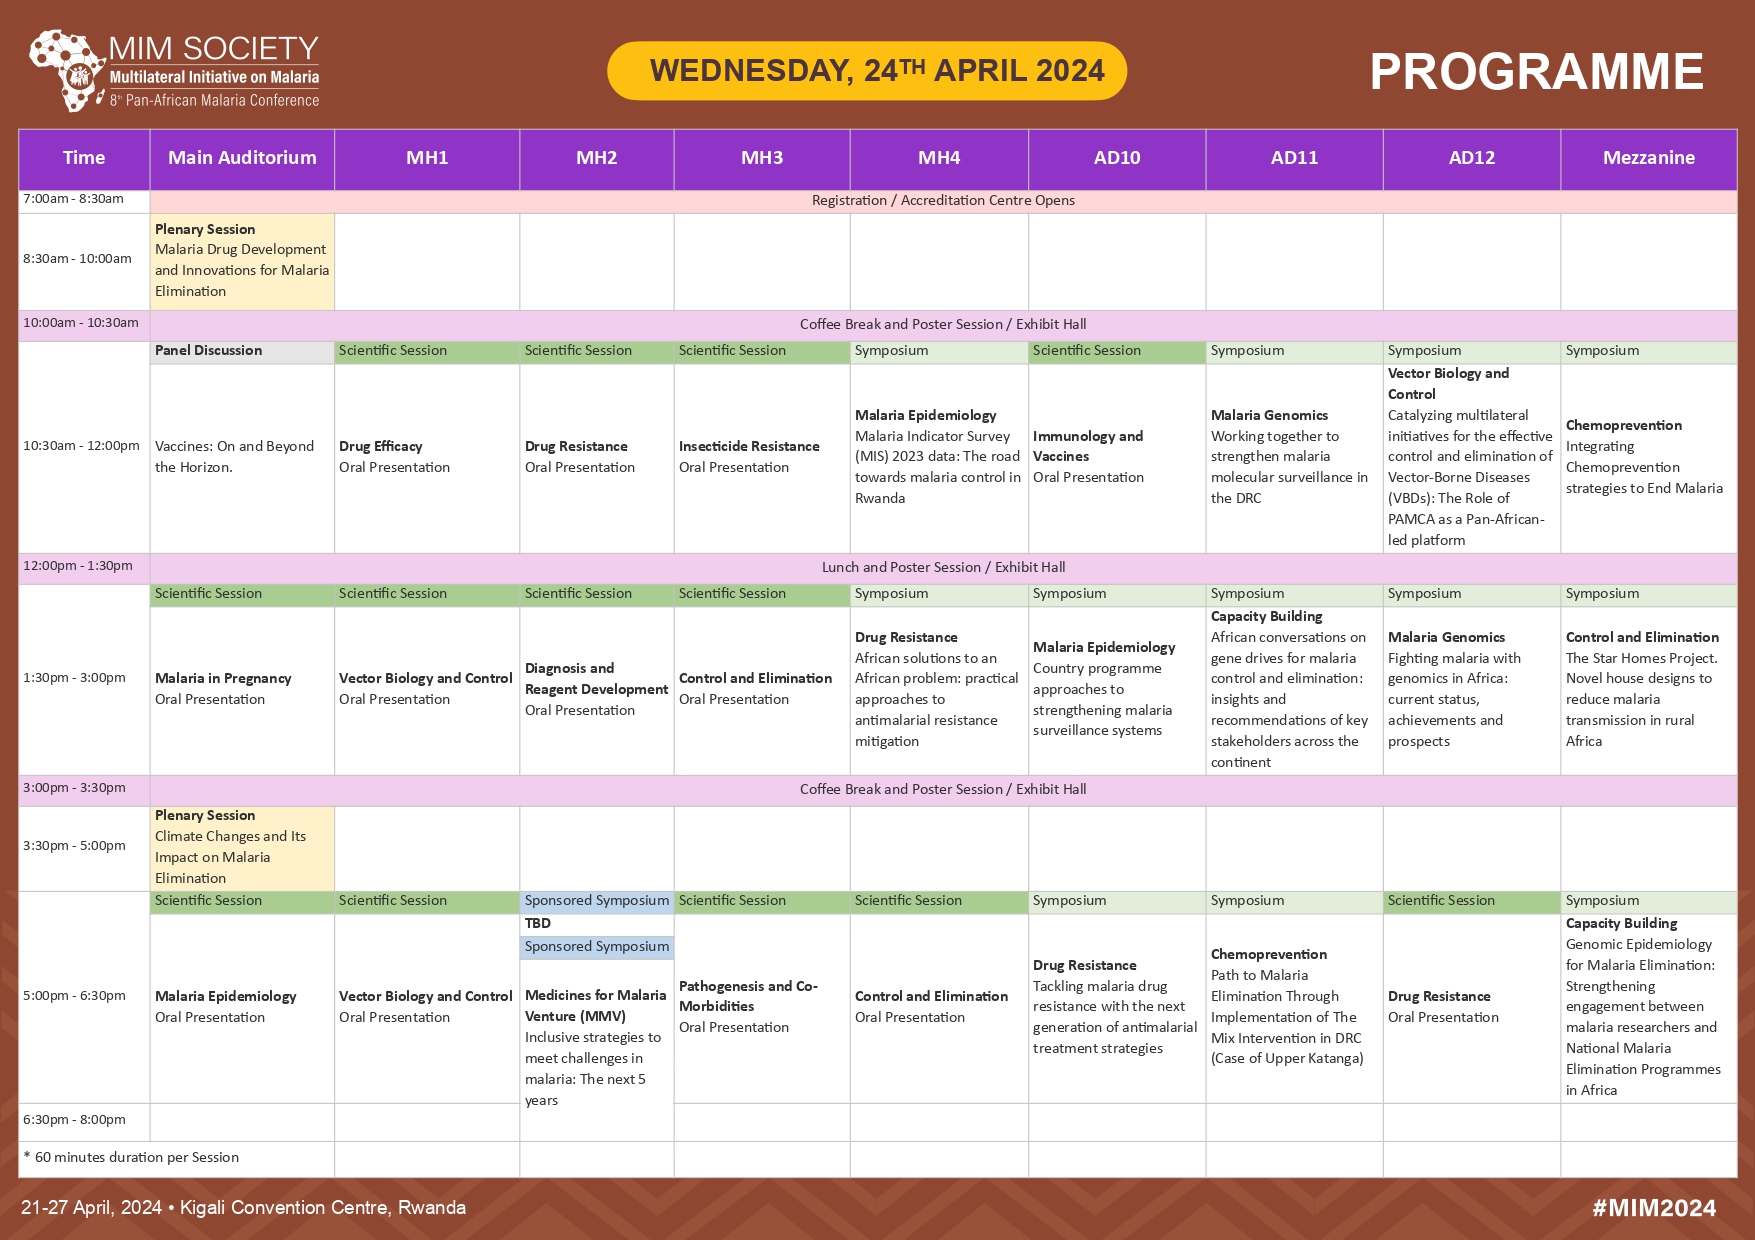 MIM SOCIETY
Multilateral Initiative on Malaria
8th Pan-African Malaria Conference
WEDNESDAY, 24TH APRIL 2024
PROGRAMME
Time
Main Auditorium
MH1
MH2
MH3
MH4
AD10
AD11
AD12
Mezzanine
7:00am - 8:30am
Registration / Accreditation Centre Opens
8:30am - 10:00am
Plenary Session
Malaria Drug Development
and Innovations for Malaria
Elimination
10:00am - 10:30am
Coffee Break and Poster Session / Exhibit Hall
10:30am - 12:00pm
Panel Discussion
Vaccines: On and Beyond
the Horizon.
Scientific Session
Drug Efficacy
Oral Presentation
Scientific Session
Drug Resistance
Oral Presentation
Scientific Session
Insecticide Resistance
Oral Presentation
Symposium
Malaria Epidemiology
Malaria Indicator Survey
(MIS) 2023 data: The road
towards malaria control in
Rwanda
Scientific Session
Immunology and
Vaccines
Oral Presentation
Symposium
Malaria Genomics
Working together to
strengthen malaria
molecular surveillance in
the DRC
Symposium
Vector Biology and
Control
Catalyzing multilateral
initiatives for the effective
control and elimination of
Vector-Borne Diseases
(VBDs): The Role of
PAMCA as a Pan-African-
led platform
Symposium
Chemoprevention
Integrating
Chemoprevention
strategies to End Malaria
12:00pm - 1:30pm
Lunch and Poster Session / Exhibit Hall
1:30pm - 3:00pm
Scientific Session
Malaria in Pregnancy
Oral Presentation
Scientific Session
Vector Biology and Control
Oral Presentation
Scientific Session
Diagnosis and
Reagent Development
Oral Presentation
Scientific Session
Control and Elimination
Oral Presentation
Symposium
Drug Resistance
African solutions to an
African problem: practical
approaches to
antimalarial resistance
mitigation
Symposium
Malaria Epidemiology
Country programme
approaches to
strengthening malaria
surveillance systems
Symposium
Capacity Building
African conversations on
gene drives for malaria
control and elimination:
insights and
recommendations of key
stakeholders across the
continent
Symposium
Malaria Genomics
Fighting malaria with
genomics in Africa:
current status,
achievements and
prospects
Symposium
Control and Elimination
The Star Homes Project.
Novel house designs to
reduce malaria
transmission in rural
Africa
3:00pm - 3:30pm
Coffee Break and Poster Session / Exhibit Hall
3:30pm - 5:00pm
Plenary Session
Climate Changes and Its
Impact on Malaria
Elimination
5:00pm - 6:30pm
Scientific Session
Malaria Epidemiology
Oral Presentation
Scientific Session
Vector Biology and Control
Oral Presentation
Sponsored Symposium
TBD
Sponsored Symposium
Medicines for Malaria
Venture (MMV)
Inclusive strategies to
meet challenges in
malaria: The next 5
years
Scientific Session
Pathogenesis and Co-
Morbidities
Oral Presentation
Scientific Session
Control and Elimination
Oral Presentation
Symposium
Drug Resistance
Tackling malaria drug
resistance with the next
generation of antimalarial
treatment strategies
Symposium
Chemoprevention
Path to Malaria
Elimination Through
Implementation of The
Mix Intervention in DRC
(Case of Upper Katanga)
Scientific Session
Drug Resistance
Oral Presentation
Symposium
Capacity Building
Genomic Epidemiology
for Malaria Elimination:
Strengthening
engagement between
malaria researchers and
National Malaria
Elimination Programmes
in Africa
6:30pm - 8:00pm
* 60 minutes duration per Session
21-27 April, 2024 • Kigali Convention Centre, Rwanda
#MIM2024